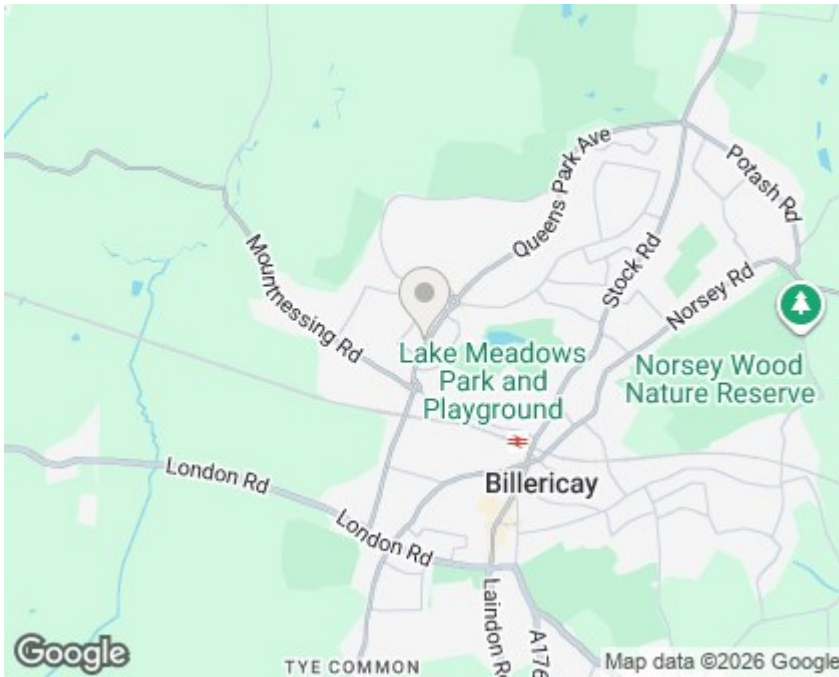 Queens Park Ave
Potash Rd
Stock Rd
Norsey Rd
Mountnessing Rd
Lake Meadows
Park and
Playground
Norsey Wood
Nature Reserve
London Rd
London Rd
Billericay
Laindon Rd
A176
TYE COMMON
Google
Map data ©2026 Google